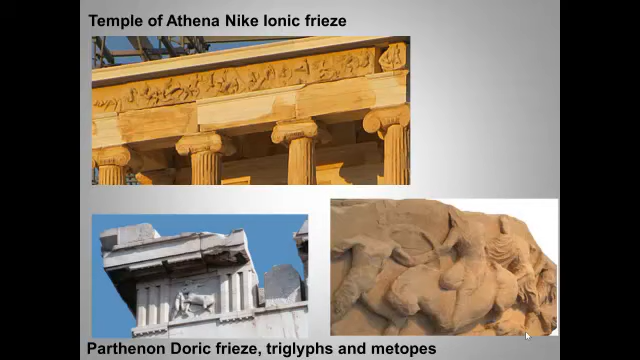 Temple of Athena Nike Ionic frieze
Parthenon Doric frieze, triglyphs and metopes